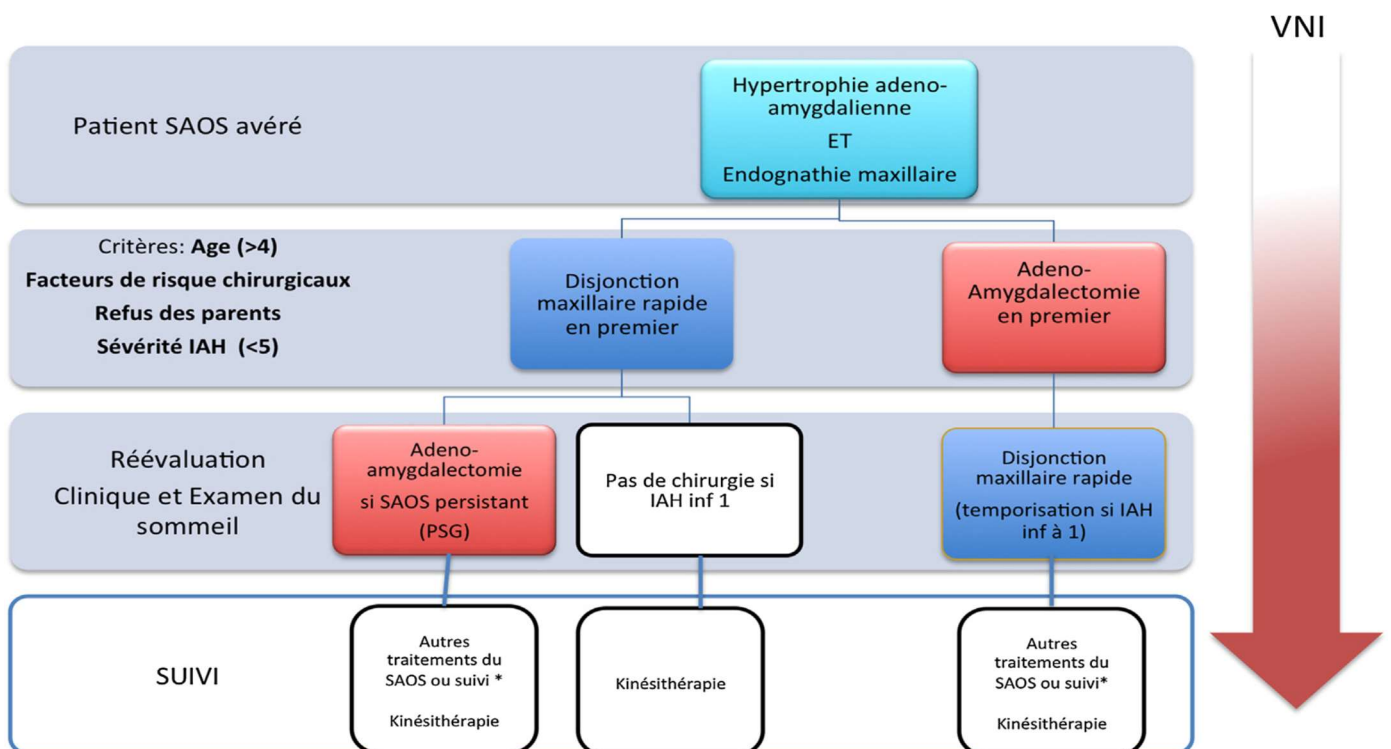 VNI
Patient SAOS avéré
Hypertrophie adeno-
amygdalienne
ET
Endognathie maxillaire
Critères: Age (>4)
Facteurs de risque chirurgicaux
Refus des parents
Sévérité IAH (<5)
Disjonction
maxillaire rapide
en premier
Adeno-
Amygdalectomie
en premier
Réévaluation
Clinique et Examen du
sommeil
Adeno-
amygdalectomie
si SAOS persistant
(PSG)
Pas de chirurgie si
IAH inf 1
Disjonction
maxillaire rapide
(temporisation si IAH
inf à 1)
SUIVI
Autres
traitements du
SAOS ou suivi *
Kinésithérapie
Kinésithérapie
Autres
traitements du
SAOS ou suivi*
Kinésithérapie